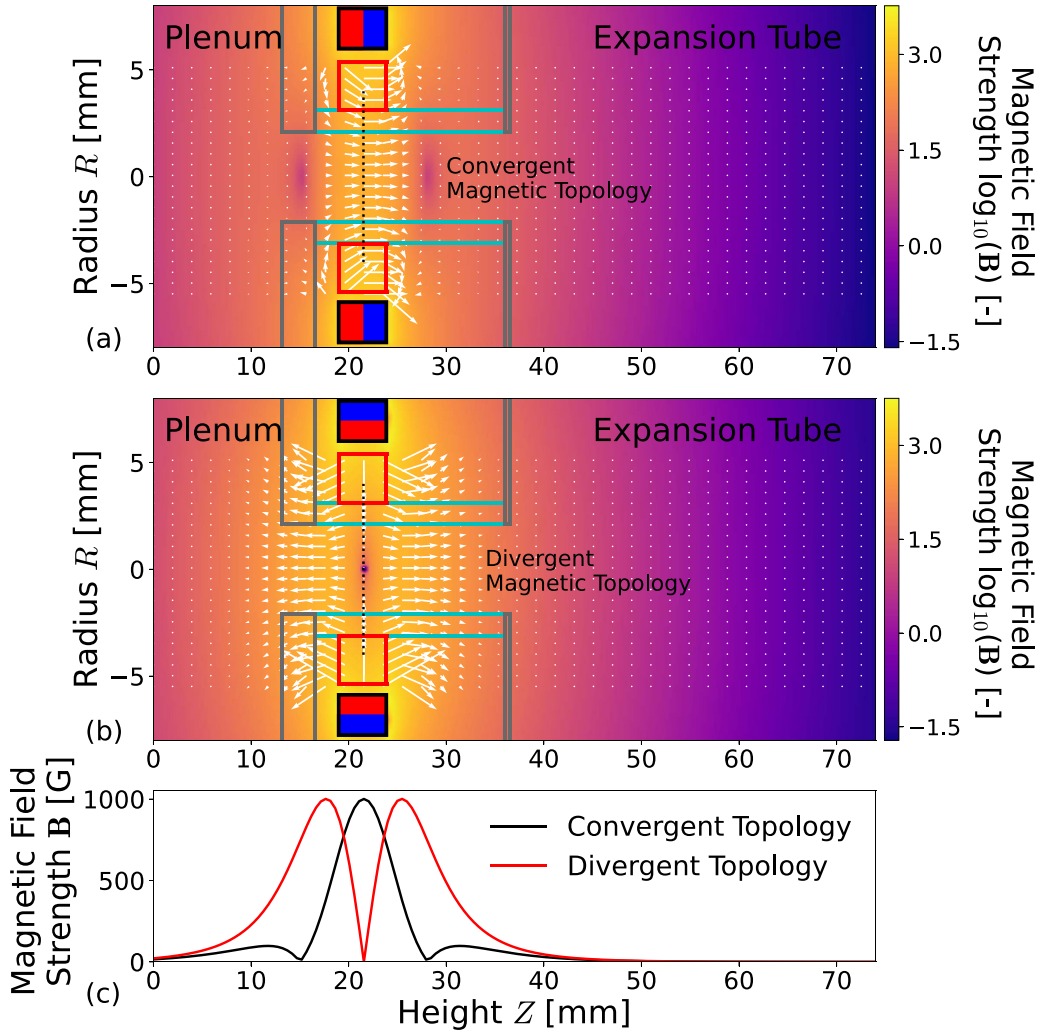 Plenum
Expansion Tube
Convergent
Magnetic Topology
Radius R [mm]
5
0
−5
(a)
0 10 20 30 40 50 60 70
3.0
1.5
0.0
−1.5
Magnetic Field
Strength log₁₀(B) [-]
Plenum
Expansion Tube
Divergent
Magnetic Topology
Radius R [mm]
5
0
−5
(b)
0 10 20 30 40 50 60 70
3.0
1.5
0.0
−1.5
Magnetic Field
Strength log₁₀(B) [-]
Magnetic Field
Strength B [G]
1000
500
0
Convergent Topology
Divergent Topology
(c)
0 10 20 30 40 50 60 70
Height Z [mm]